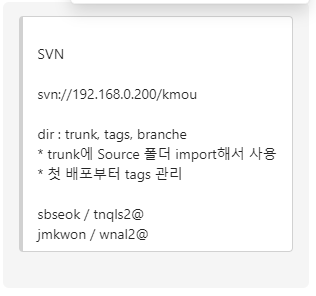 SVN
svn://192.168.0.200/kmou
dir : trunk, tags, branche
* trunk에 Source 폴더 import해서 사용
* 첫 배포부터 tags 관리
sbseok / tnqls2@
jmkwon / wnal2@